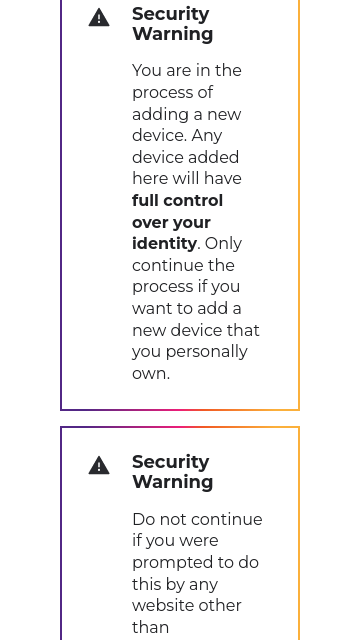 Security
Warning
You are in the
process of
adding a new
device. Any
device added
here will have
full control
over your
identity. Only
continue the
process if you
want to add a
new device that
you personally
own.
Security
Warning
Do not continue
if you were
prompted to do
this by any
website other
than